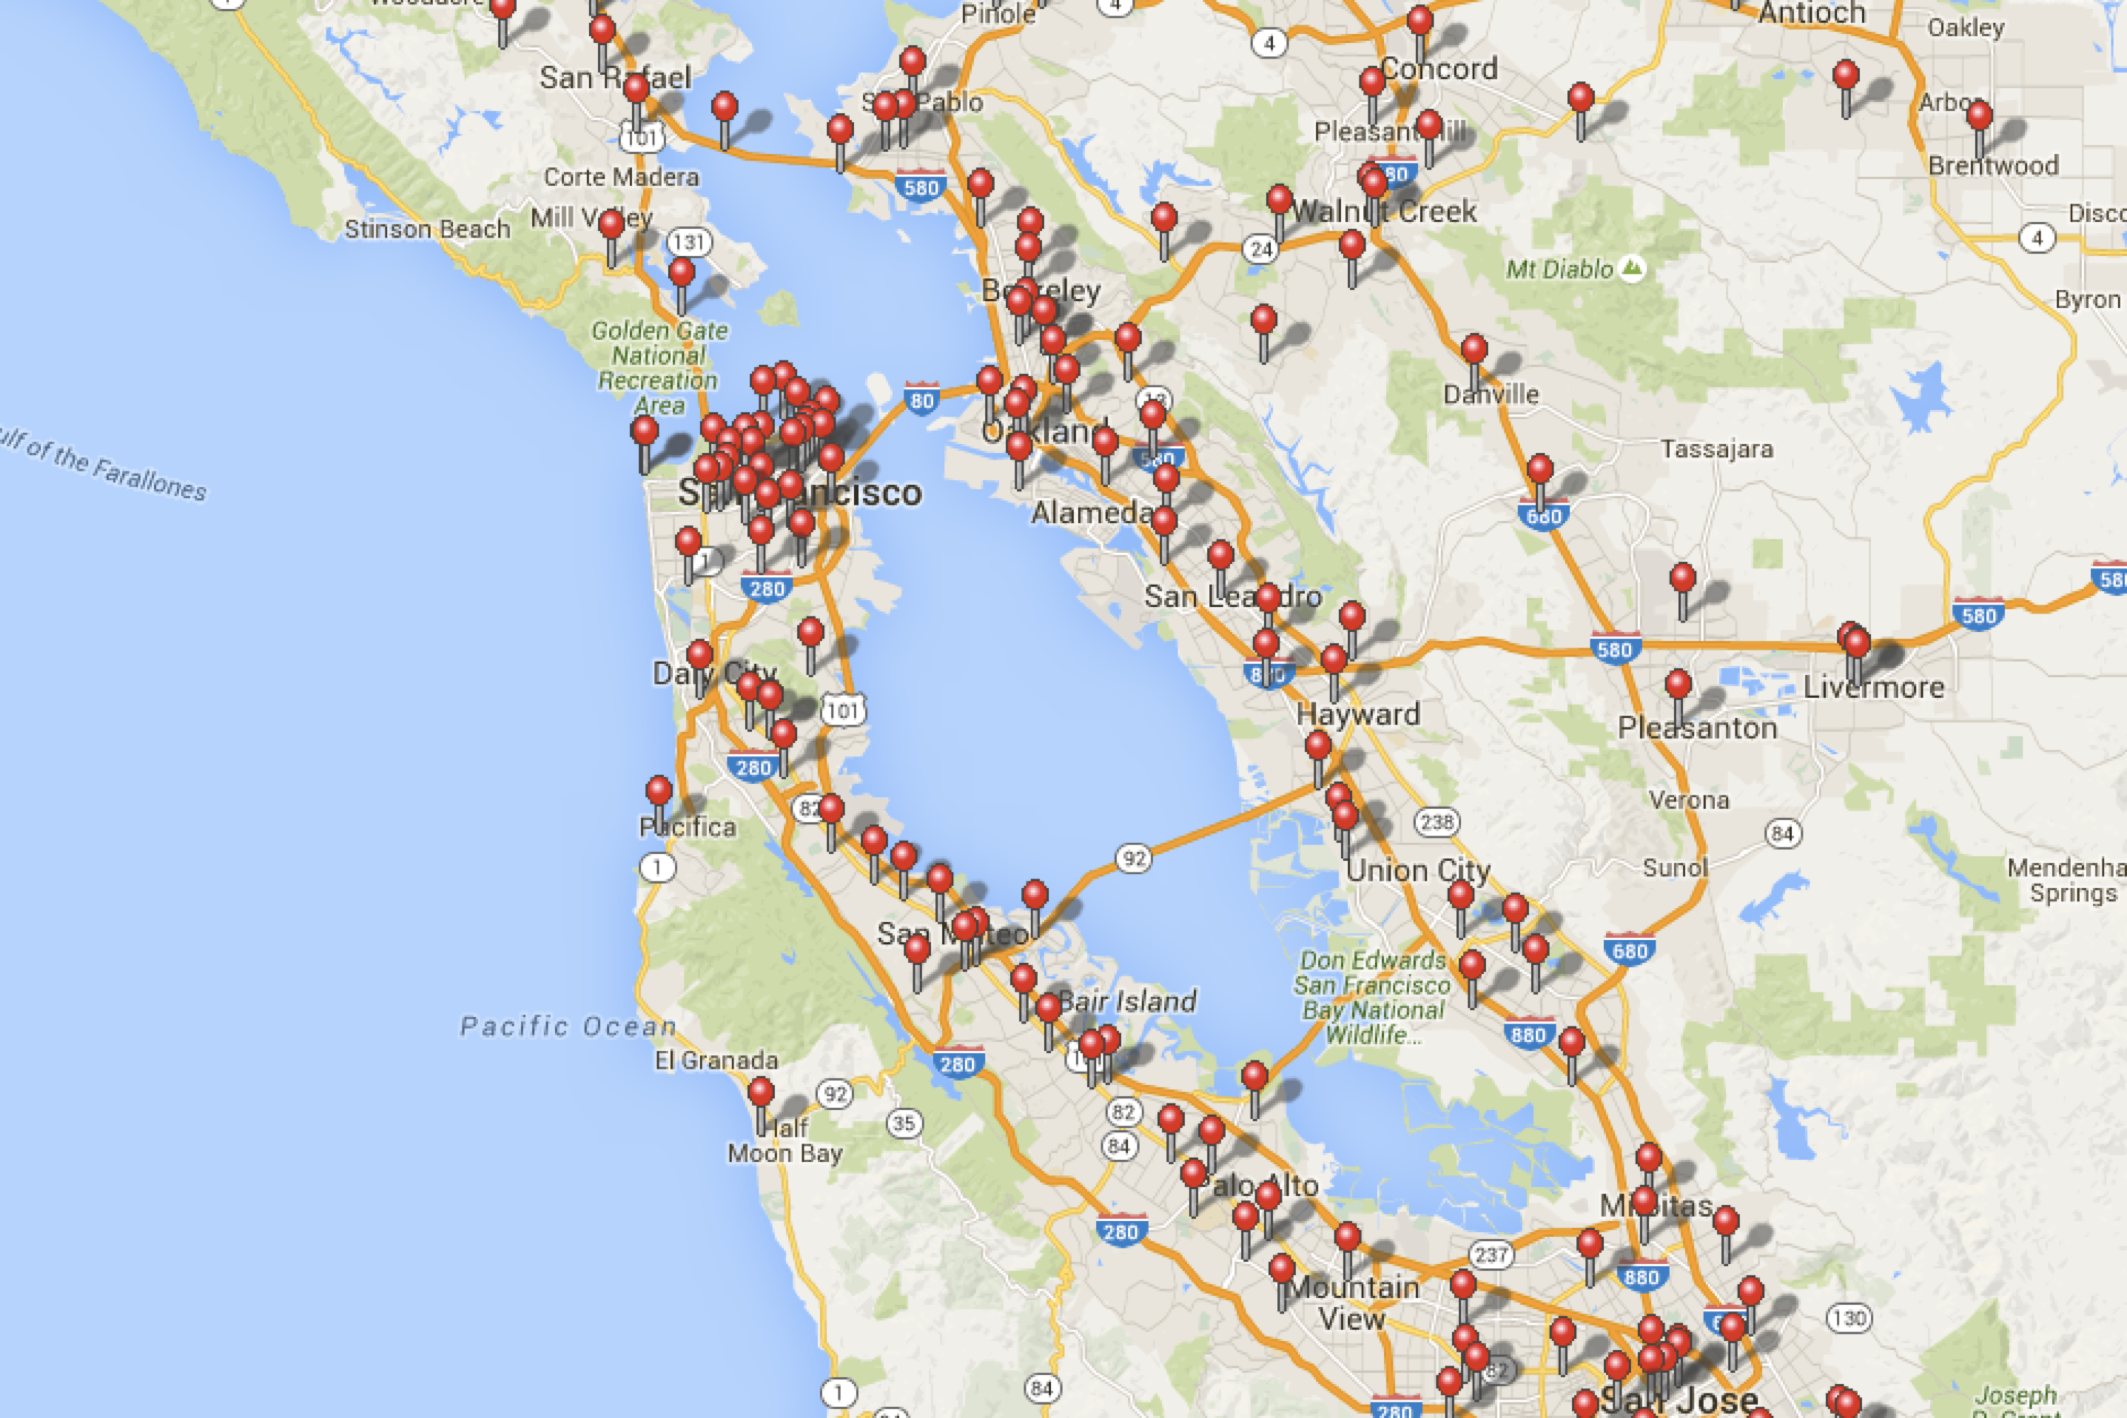 Pinole
4
Antioch
Oakley
4
San Rafael
Concord
Arbor
101
Pleasant Hill
Brentwood
Corte Madera
580
Stinson Beach
Mill Valley
131
Walnut Creek
24
4
Mt Diablo
Berkeley
Byron
Golden Gate
National
Recreation
Area
80
Danville
13
Oakland
580
Tassajara
Gulf of the Farallones
San Francisco
Alameda
680
1
280
San Leandro
580
580
580
Daly City
880
Livermore
101
Hayward
Pleasanton
280
82
Pacifica
Verona
238
84
1
92
Union City
Sunol
Mendenha
Springs
San Mateo
680
Don Edwards
San Francisco
Bay National
Wildlife...
Bair Island
Pacific Ocean
880
El Granada
280
92
82
35
Half
Moon Bay
84
Palo Alto
Milpitas
280
237
880
Mountain
View
130
82
1
84
280
San Jose
Joseph